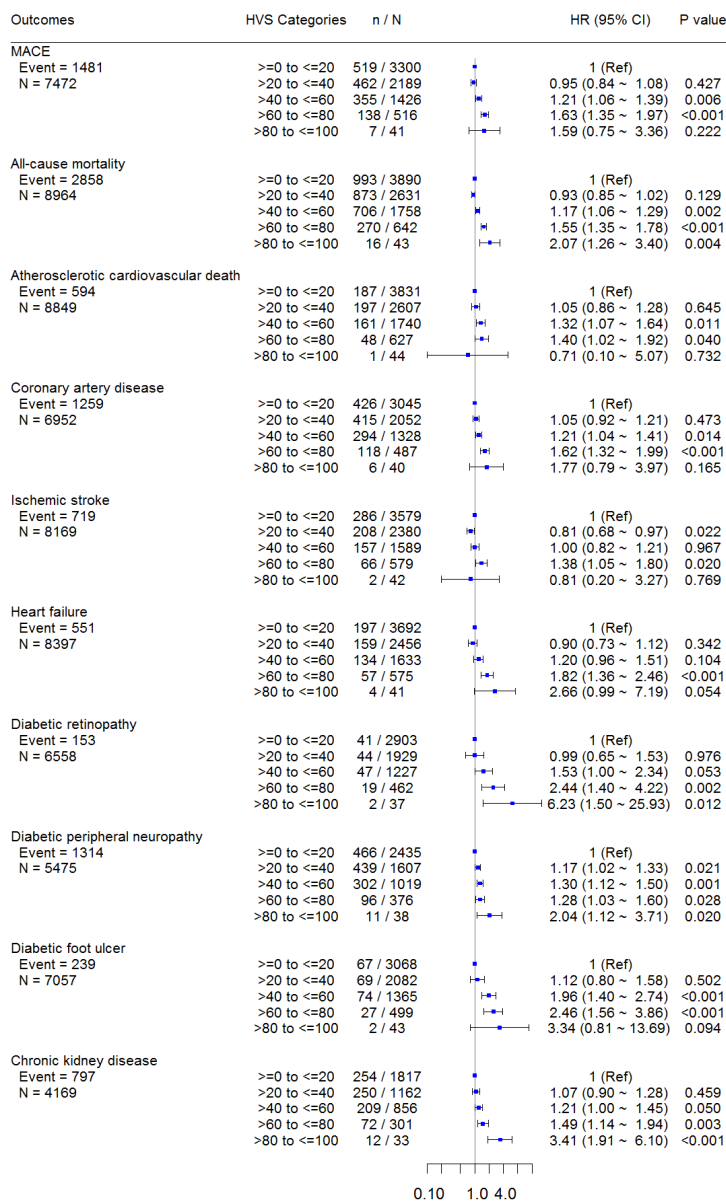 Outcomes HVS Categories n / N HR (95% CI) P value
MACE
Event = 1481 >=0 to <=20 519 / 3300 1 (Ref)
N = 7472 >20 to <=40 462 / 2189 0.95 (0.84 ~ 1.08) 0.427
>40 to <=60 355 / 1426 1.21 (1.06 ~ 1.39) 0.006
>60 to <=80 138 / 516 1.63 (1.35 ~ 1.97) <0.001
>80 to <=100 7 / 41 1.59 (0.75 ~ 3.36) 0.222
All-cause mortality
Event = 2858 >=0 to <=20 993 / 3890 1 (Ref)
N = 8964 >20 to <=40 873 / 2631 0.93 (0.85 ~ 1.02) 0.129
>40 to <=60 706 / 1758 1.17 (1.06 ~ 1.29) 0.002
>60 to <=80 270 / 642 1.55 (1.35 ~ 1.78) <0.001
>80 to <=100 16 / 43 2.07 (1.26 ~ 3.40) 0.004
Atherosclerotic cardiovascular death
Event = 594 >=0 to <=20 187 / 3831 1 (Ref)
N = 8849 >20 to <=40 197 / 2607 1.05 (0.86 ~ 1.28) 0.645
>40 to <=60 161 / 1740 1.32 (1.07 ~ 1.64) 0.011
>60 to <=80 48 / 627 1.40 (1.02 ~ 1.92) 0.040
>80 to <=100 1 / 44 0.71 (0.10 ~ 5.07) 0.732
Coronary artery disease
Event = 1259 >=0 to <=20 426 / 3045 1 (Ref)
N = 6952 >20 to <=40 415 / 2052 1.05 (0.92 ~ 1.21) 0.473
>40 to <=60 294 / 1328 1.21 (1.04 ~ 1.41) 0.014
>60 to <=80 118 / 487 1.62 (1.32 ~ 1.99) <0.001
>80 to <=100 6 / 40 1.77 (0.79 ~ 3.97) 0.165
Ischemic stroke
Event = 719 >=0 to <=20 286 / 3579 1 (Ref)
N = 8169 >20 to <=40 208 / 2380 0.81 (0.68 ~ 0.97) 0.022
>40 to <=60 157 / 1589 1.00 (0.82 ~ 1.21) 0.967
>60 to <=80 66 / 579 1.38 (1.05 ~ 1.80) 0.020
>80 to <=100 2 / 42 0.81 (0.20 ~ 3.27) 0.769
Heart failure
Event = 551 >=0 to <=20 197 / 3692 1 (Ref)
N = 8397 >20 to <=40 159 / 2456 0.90 (0.73 ~ 1.12) 0.342
>40 to <=60 134 / 1633 1.20 (0.96 ~ 1.51) 0.104
>60 to <=80 57 / 575 1.82 (1.36 ~ 2.46) <0.001
>80 to <=100 4 / 41 2.66 (0.99 ~ 7.19) 0.054
Diabetic retinopathy
Event = 153 >=0 to <=20 41 / 2903 1 (Ref)
N = 6558 >20 to <=40 44 / 1929 0.99 (0.65 ~ 1.53) 0.976
>40 to <=60 47 / 1227 1.53 (1.00 ~ 2.34) 0.053
>60 to <=80 19 / 462 2.44 (1.40 ~ 4.22) 0.002
>80 to <=100 2 / 37 6.23 (1.50 ~ 25.93) 0.012
Diabetic peripheral neuropathy
Event = 1314 >=0 to <=20 466 / 2435 1 (Ref)
N = 5475 >20 to <=40 439 / 1607 1.17 (1.02 ~ 1.33) 0.021
>40 to <=60 302 / 1019 1.30 (1.12 ~ 1.50) 0.001
>60 to <=80 96 / 376 1.28 (1.03 ~ 1.60) 0.028
>80 to <=100 11 / 38 2.04 (1.12 ~ 3.71) 0.020
Diabetic foot ulcer
Event = 239 >=0 to <=20 67 / 3068 1 (Ref)
N = 7057 >20 to <=40 69 / 2082 1.12 (0.80 ~ 1.58) 0.502
>40 to <=60 74 / 1365 1.96 (1.40 ~ 2.74) <0.001
>60 to <=80 27 / 499 2.46 (1.56 ~ 3.86) <0.001
>80 to <=100 2 / 43 3.34 (0.81 ~ 13.69) 0.094
Chronic kidney disease
Event = 797 >=0 to <=20 254 / 1817 1 (Ref)
N = 4169 >20 to <=40 250 / 1162 1.07 (0.90 ~ 1.28) 0.459
>40 to <=60 209 / 856 1.21 (1.00 ~ 1.45) 0.050
>60 to <=80 72 / 301 1.49 (1.14 ~ 1.94) 0.003
>80 to <=100 12 / 33 3.41 (1.91 ~ 6.10) <0.001
0.10 1.0 4.0